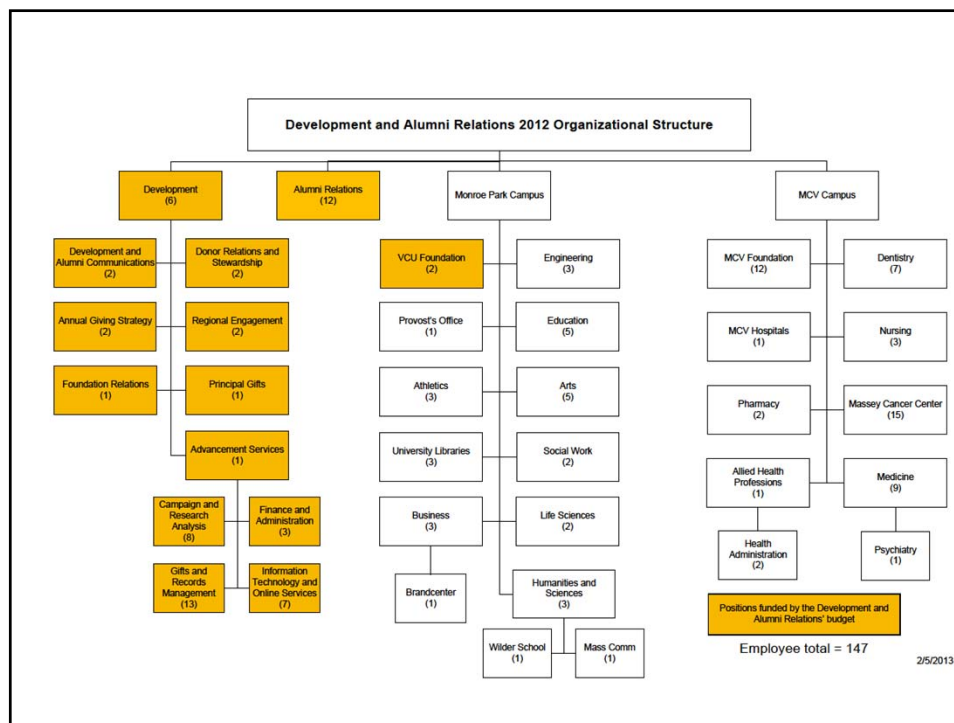 Development and Alumni Relations 2012 Organizational Structure
Development
(6)
Alumni Relations
(12)
Monroe Park Campus
MCV Campus
Development and
Alumni Communications
(2)
Donor Relations and
Stewardship
(2)
Annual Giving Strategy
(2)
Regional Engagement
(2)
Foundation Relations
(1)
Principal Gifts
(1)
Advancement Services
(1)
Campaign and
Research
Analysis
(8)
Finance and
Administration
(3)
Gifts and
Records
Management
(13)
Information
Technology and
Online Services
(7)
VCU Foundation
(2)
Engineering
(3)
Provost's Office
(1)
Education
(5)
Athletics
(3)
Arts
(5)
University Libraries
(3)
Social Work
(2)
Business
(3)
Life Sciences
(2)
Brandcenter
(1)
Humanities and
Sciences
(3)
Wilder School
(1)
Mass Comm
(1)
MCV Foundation
(12)
Dentistry
(7)
MCV Hospitals
(1)
Nursing
(3)
Pharmacy
(2)
Massey Cancer Center
(15)
Allied Health
Professions
(1)
Medicine
(9)
Health
Administration
(2)
Psychiatry
(1)
Positions funded by the Development and
Alumni Relations' budget
Employee total = 147
2/5/2013